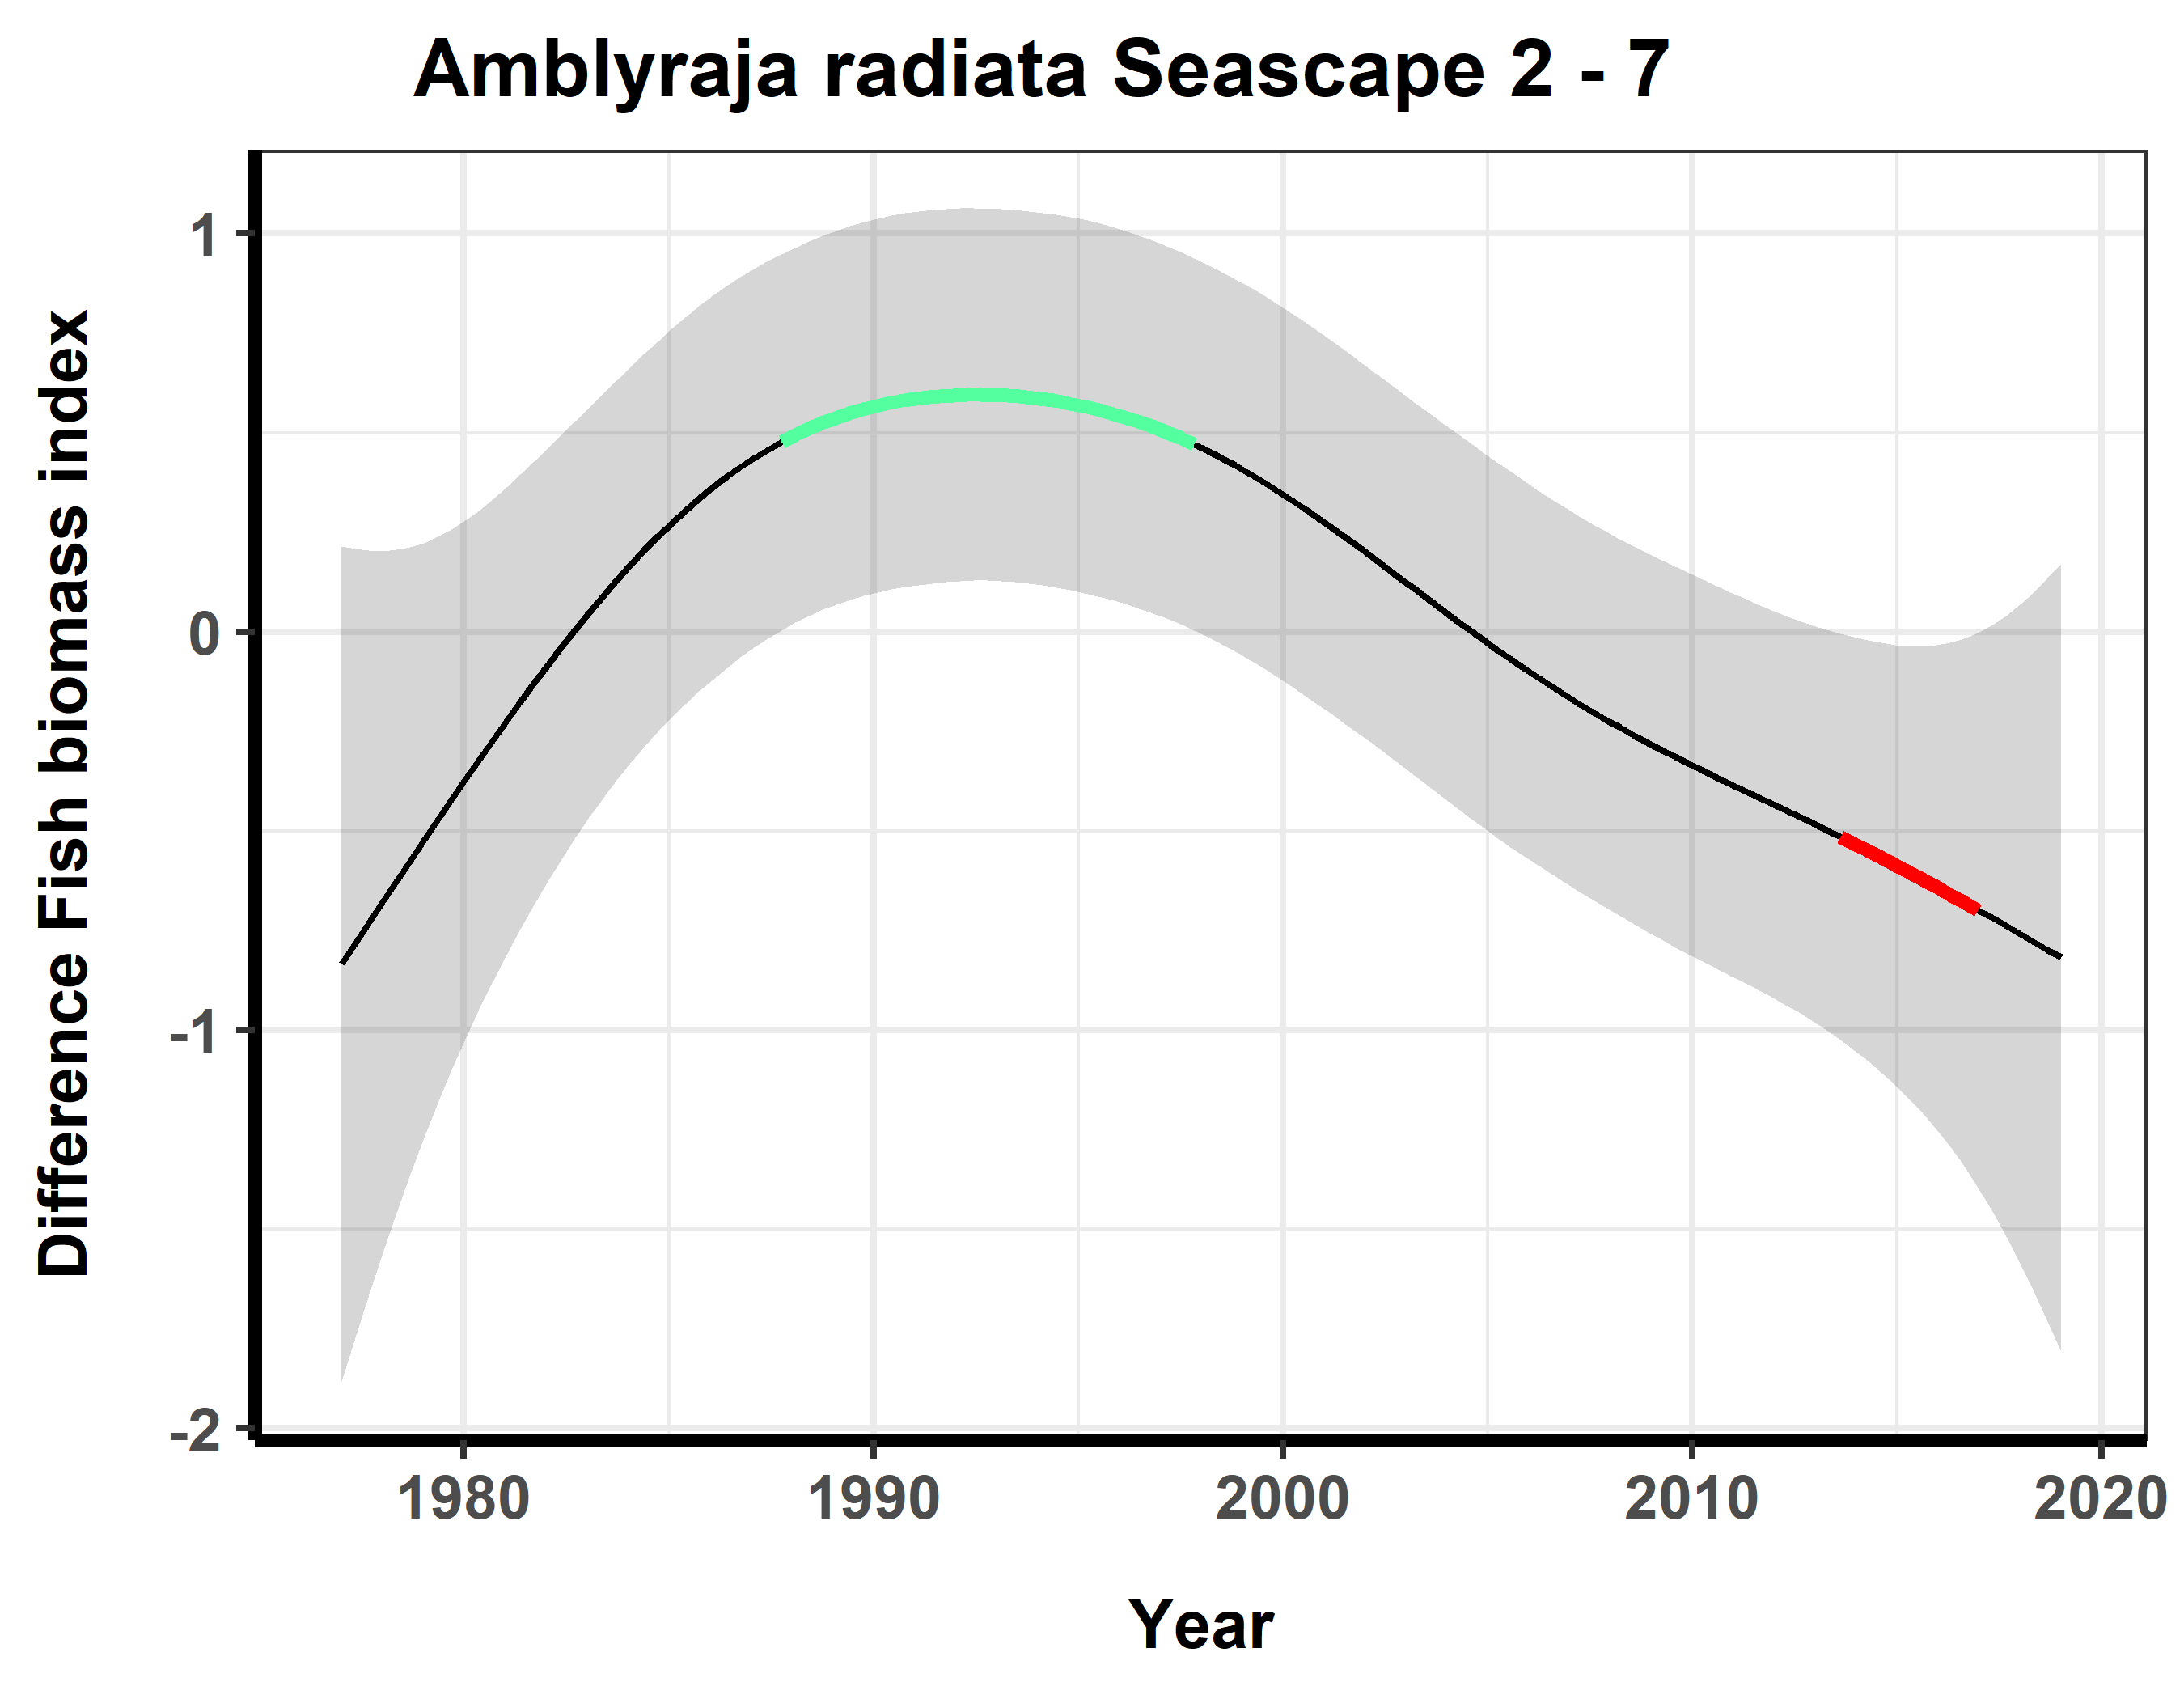 Amblyraja radiata Seascape 2 - 7
Difference Fish biomass index
1
0
-1
-2
1980 1990 2000 2010 2020
Year